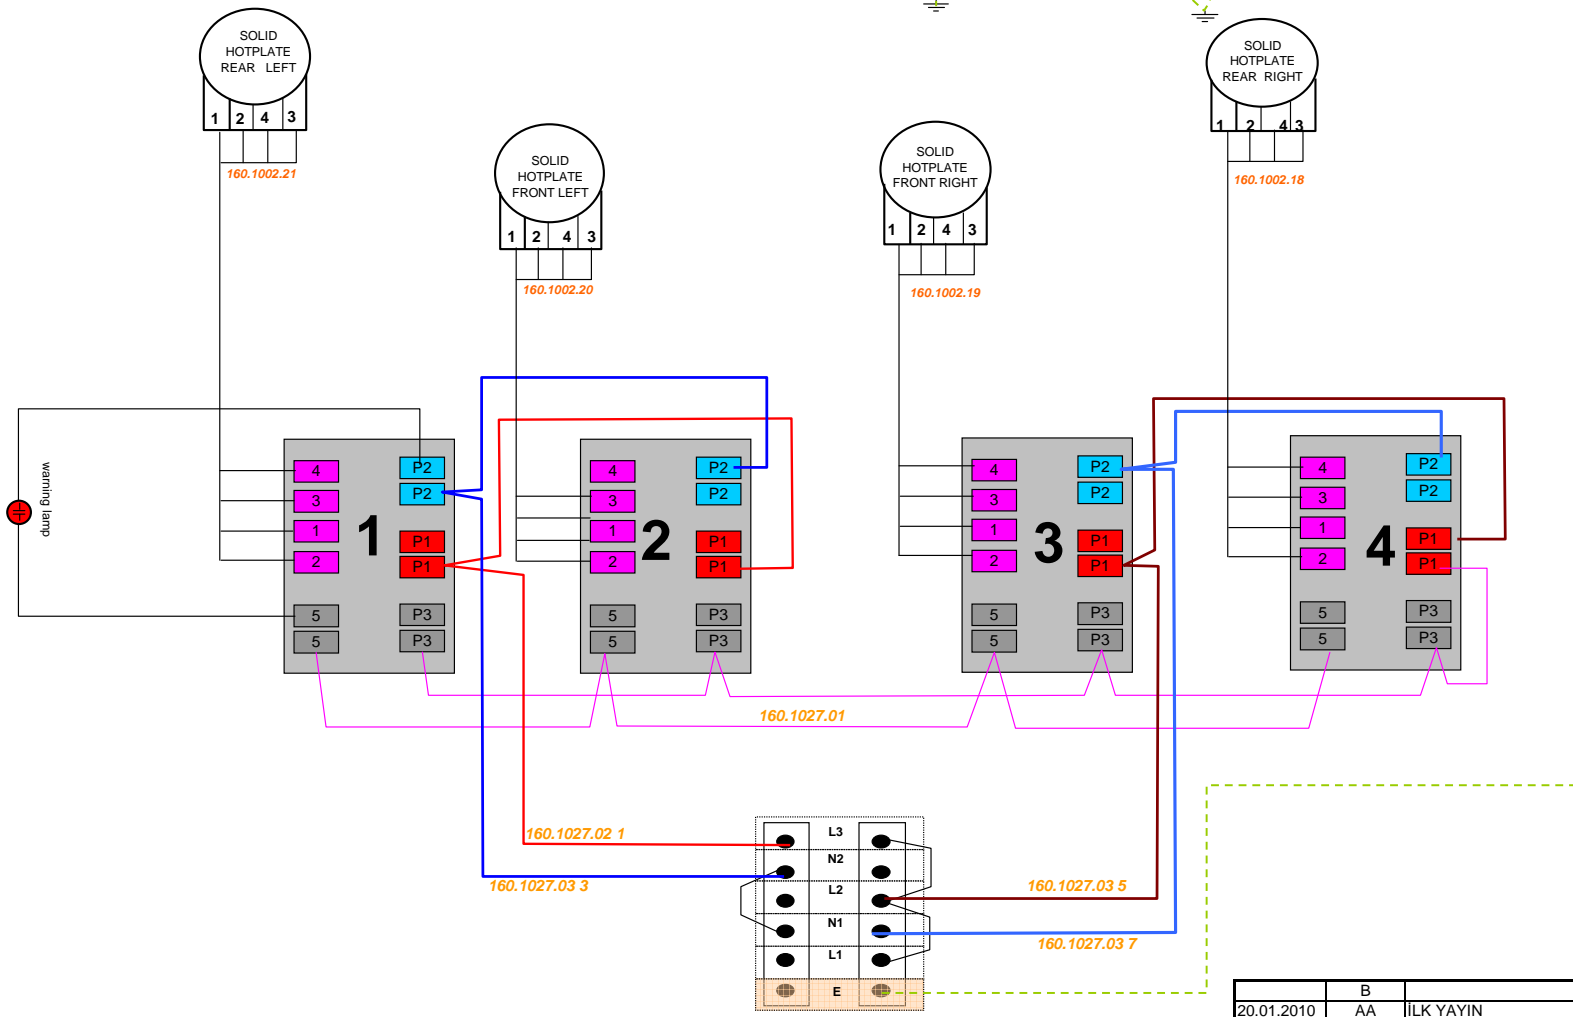 SOLID
HOTPLATE
REAR LEFT
1 2 4 3
160.1002.21
SOLID
HOTPLATE
FRONT LEFT
1 2 4 3
160.1002.20
SOLID
HOTPLATE
FRONT RIGHT
1 2 4 3
160.1002.19
SOLID
HOTPLATE
REAR RIGHT
1 2 4 3
160.1002.18
warning lamp
4 P2
3 P2
1
1 P1
2 P1
5 P3
5 P3
4 P2
3 P2
2
1 P1
2 P1
5 P3
5 P3
4 P2
3 P2
3
1 P1
2 P1
5 P3
5 P3
4 P2
3 P2
4
1 P1
2 P1
5 P3
5 P3
160.1027.01
160.1027.02 1
160.1027.03 3
160.1027.03 5
160.1027.03 7
L3
N2
L2
N1
L1
E
B
20.01.2010 AA İLK YAYIN